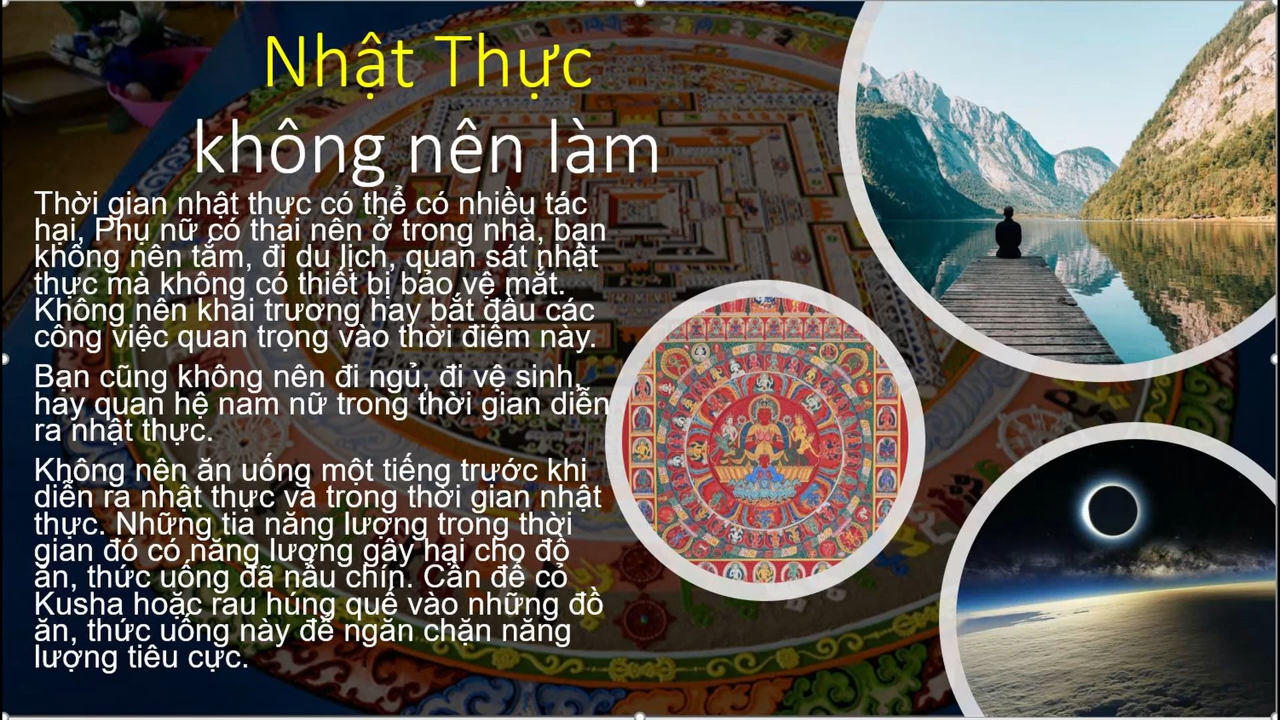 Nhật Thực
không nên làm
Thời gian nhật thực có thể có nhiều tác
hại, Phụ nữ có thai nên ở trong nhà, bạn
không nên tắm, đi du lịch, quan sát nhật
thực mà không có thiết bị bảo vệ mắt.
Không nên khai trương hay bắt đầu các
công việc quan trọng vào thời điểm này.
Bạn cũng không nên đi ngủ, đi vệ sinh,
hay quan hệ nam nữ trong thời gian diễn
ra nhật thực.
Không nên ăn uống một tiếng trước khi
diễn ra nhật thực và trong thời gian nhật
thực. Những tia năng lượng trong thời
gian đó có năng lượng gây hại cho đồ
ăn, thức uống đã nấu chín. Cần để cỏ
Kusha hoặc rau húng quế vào những đồ
ăn, thức uống này để ngăn chặn năng
lượng tiêu cực.